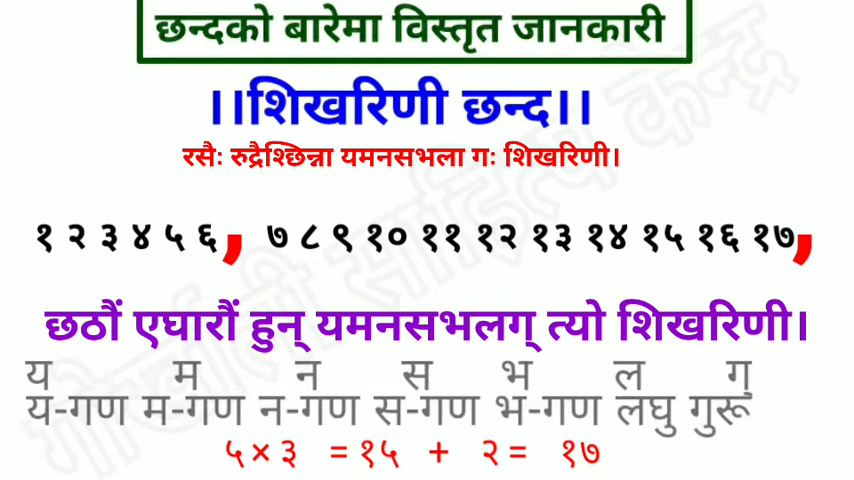 छन्दको बारेमा विस्तृत जानकारी
।।शिखरिणी छन्द।।
रसैः रुद्रैश्छिन्ना यमनसभला गः शिखरिणी।
१ २ ३ ४ ५ ६, ७ ८ ९ १० ११ १२ १३ १४ १५ १६ १७,
छठौं एघारौं हुन् यमनसभलग् त्यो शिखरिणी।
य म न स भ ल ग्
य-गण म-गण न-गण स-गण भ-गण लघु गुरू
५ × ३ = १५ + २ = १७
साहित्य केन्द्र